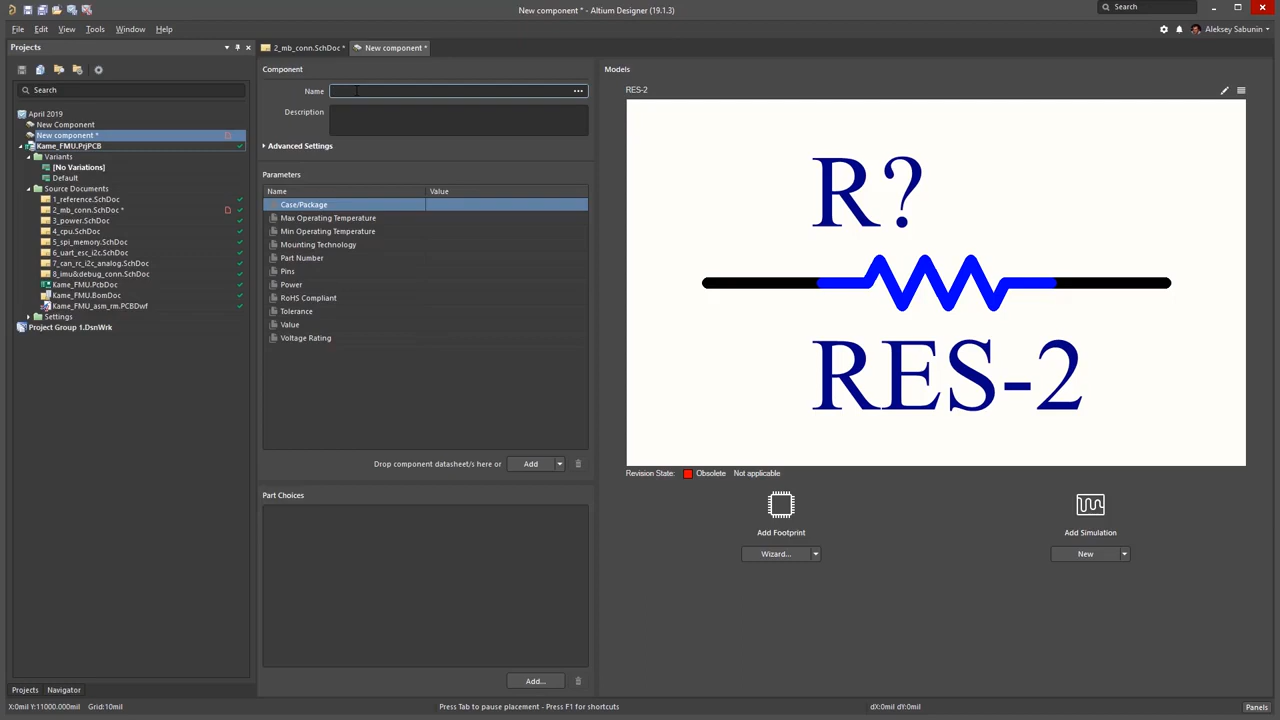 New component * - Altium Designer (19.1.3)
Search
File Edit View Tools Window Help
Aleksey Sabunin
Projects
2_mb_conn.SchDoc *
New component *
Search
April 2019
New Component
New component *
Kame_FMU.PrjPCB
Variants
[No Variations]
Default
Source Documents
1_reference.SchDoc
2_mb_conn.SchDoc *
3_power.SchDoc
4_cpu.SchDoc
5_spi_memory.SchDoc
6_uart_esc_i2c.SchDoc
7_can_rc_i2c_analog.SchDoc
8_imu&debug_conn.SchDoc
Kame_FMU.PcbDoc
Kame_FMU.BomDoc
Kame_FMU_asm_rm.PCBDwf
Settings
Project Group 1.DsnWrk
Projects Navigator
Component
Name
Description
Advanced Settings
Parameters
Name Value
Case/Package
Max Operating Temperature
Min Operating Temperature
Mounting Technology
Part Number
Pins
Power
RoHS Compliant
Tolerance
Value
Voltage Rating
Drop component datasheet/s here or Add
Part Choices
Add...
Models
RES-2
R?
RES-2
Revision State: Obsolete Not applicable
Add Footprint
Wizard...
Add Simulation
New
X:0mil Y:11000.000mil Grid:10mil
Press Tab to pause placement - Press F1 for shortcuts
dX:0mil dY:0mil
Panels